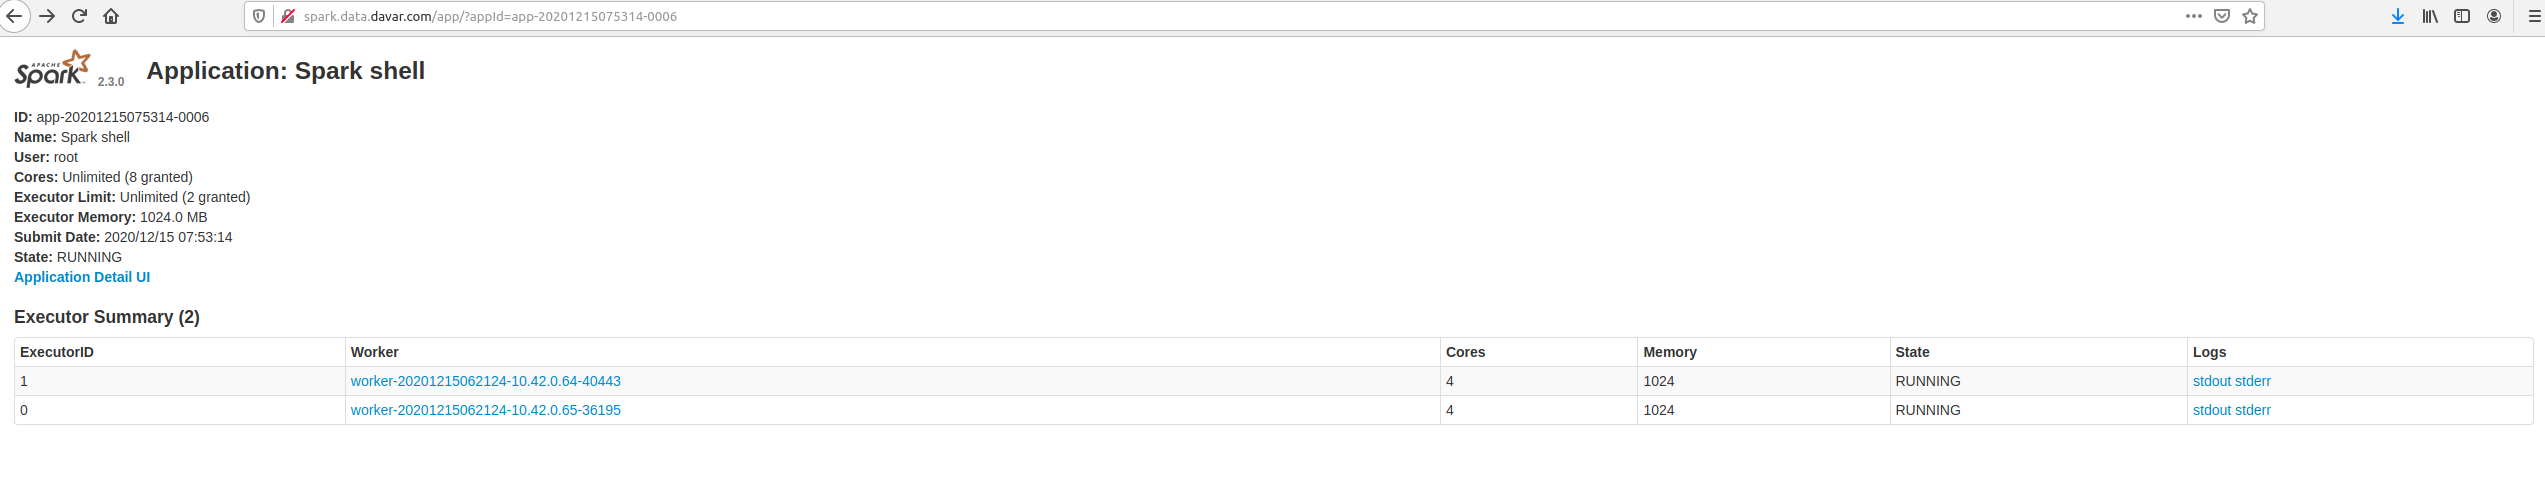 spark.data.davar.com/app/?appId=app-20201215075314-0006
APACHE
Spark 2.3.0 Application: Spark shell
ID: app-20201215075314-0006
Name: Spark shell
User: root
Cores: Unlimited (8 granted)
Executor Limit: Unlimited (2 granted)
Executor Memory: 1024.0 MB
Submit Date: 2020/12/15 07:53:14
State: RUNNING
Application Detail UI
Executor Summary (2)
ExecutorID Worker Cores Memory State Logs
1 worker-20201215062124-10.42.0.64-40443 4 1024 RUNNING stdout stderr
0 worker-20201215062124-10.42.0.65-36195 4 1024 RUNNING stdout stderr